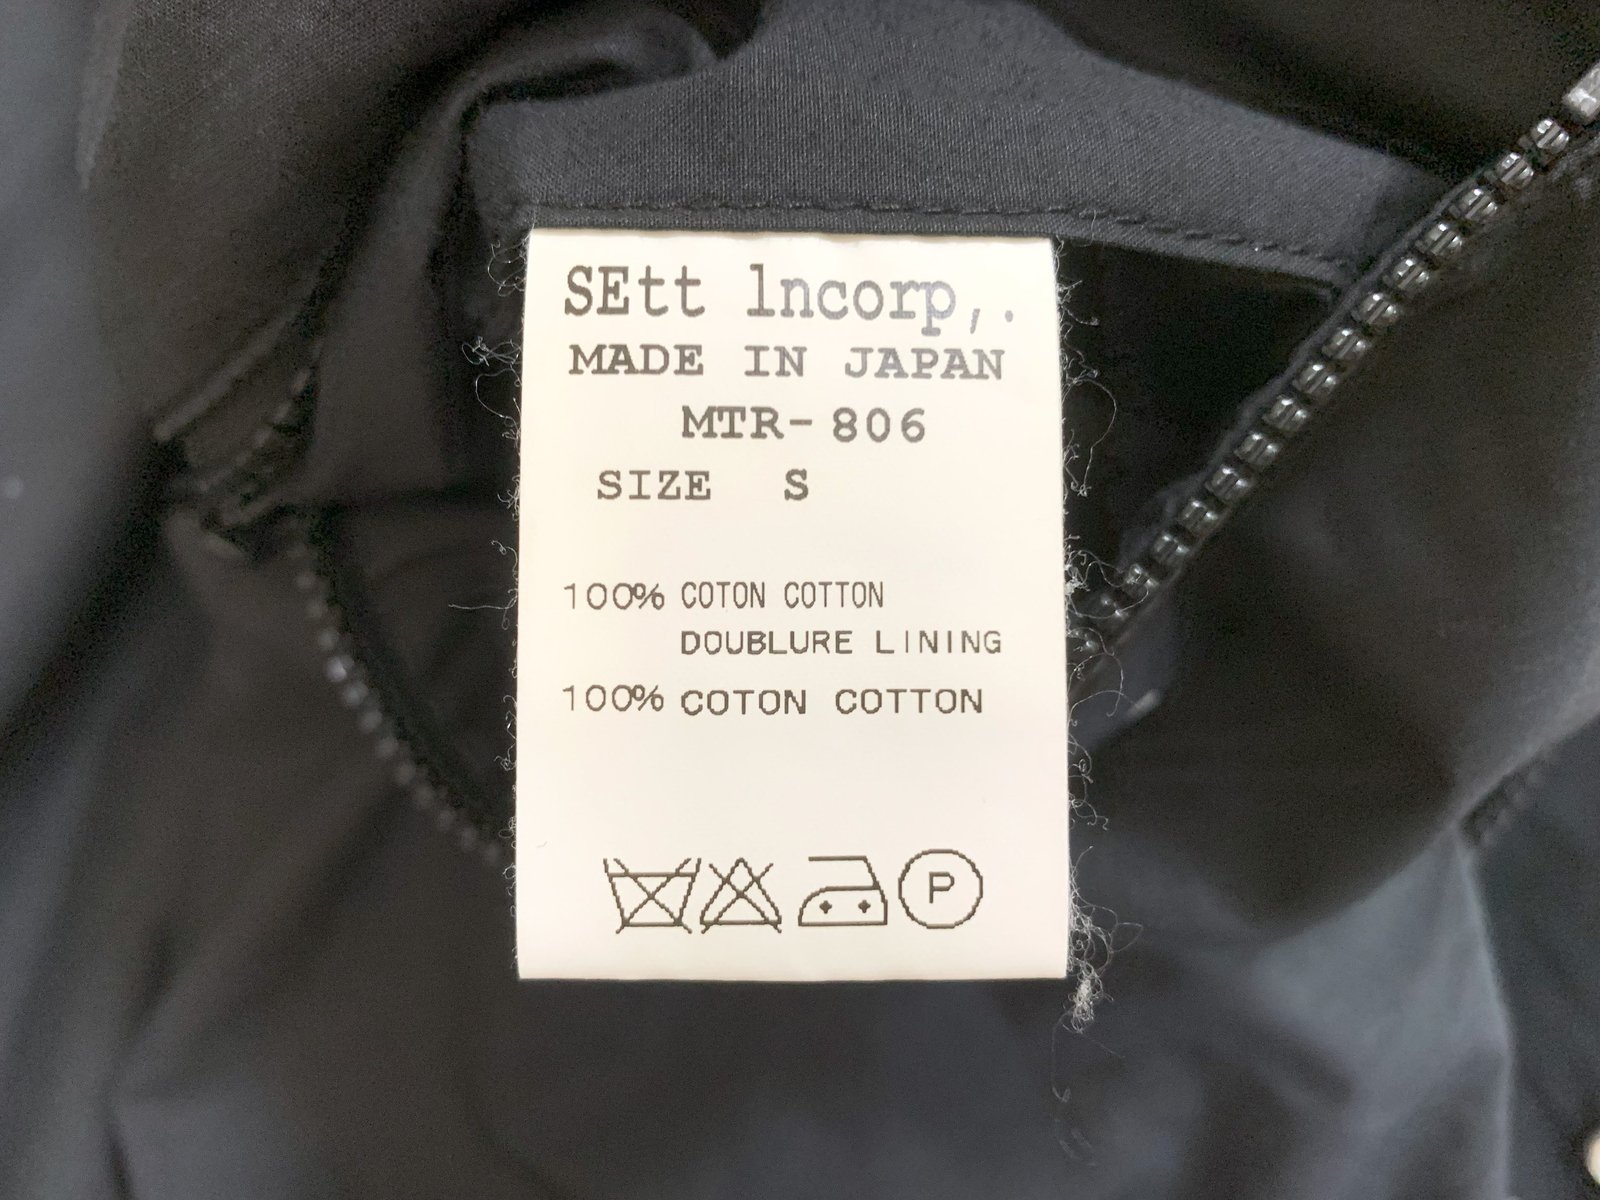 SEtt lncorp,.
MADE IN JAPAN
MTR-806
SIZE S
100% COTON COTTON
DOUBLURE LINING
100% COTON COTTON
P